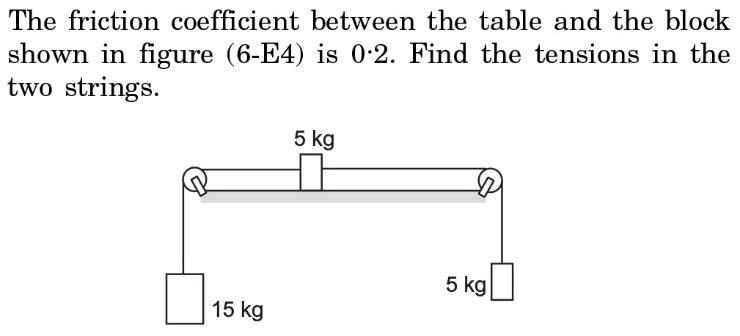 The friction coefficient between the table and the block
shown in figure (6-E4) is 0·2. Find the tensions in the
two strings.
5 kg
5 kg
15 kg